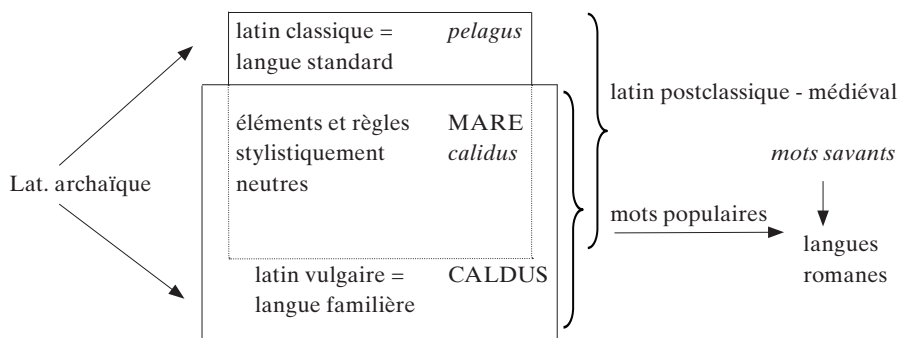 latin classique = pelagus
langue standard
latin postclassique - médiéval
éléments et règles MARE
stylistiquement calidus
neutres
mots savants
Lat. archaïque
mots populaires
langues
romanes
latin vulgaire = CALDUS
langue familière